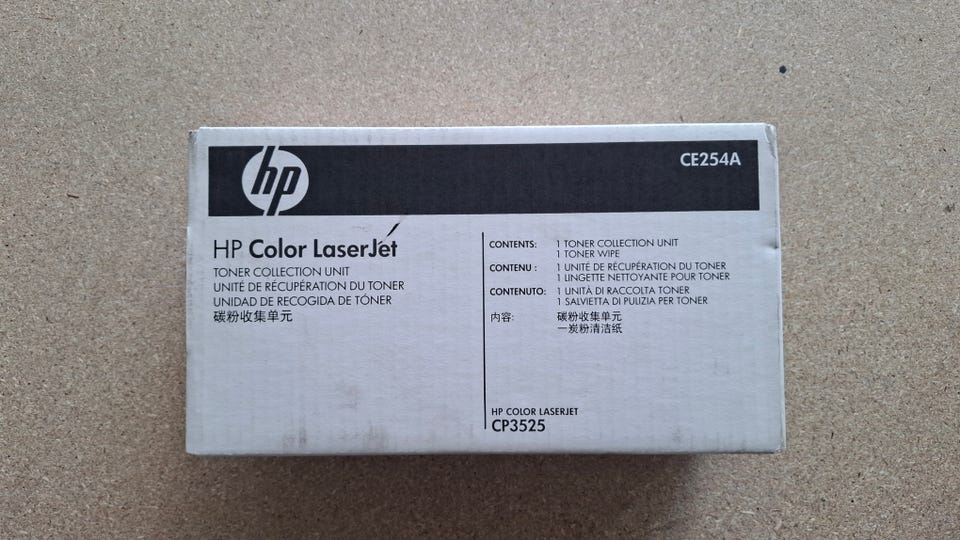 hp
CE254A
HP Color LaserJet
TONER COLLECTION UNIT
UNITÉ DE RÉCUPÉRATION DU TONER
UNIDAD DE RECOGIDA DE TÓNER
碳粉收集单元
CONTENTS: 1 TONER COLLECTION UNIT
1 TONER WIPE
CONTENU : 1 UNITÉ DE RÉCUPÉRATION DU TONER
1 LINGETTE NETTOYANTE POUR TONER
CONTENUTO: 1 UNITÀ DI RACCOLTA TONER
1 SALVIETTA DI PULIZIA PER TONER
内容: 碳粉收集单元
一炭粉清洁纸
HP COLOR LASERJET
CP3525